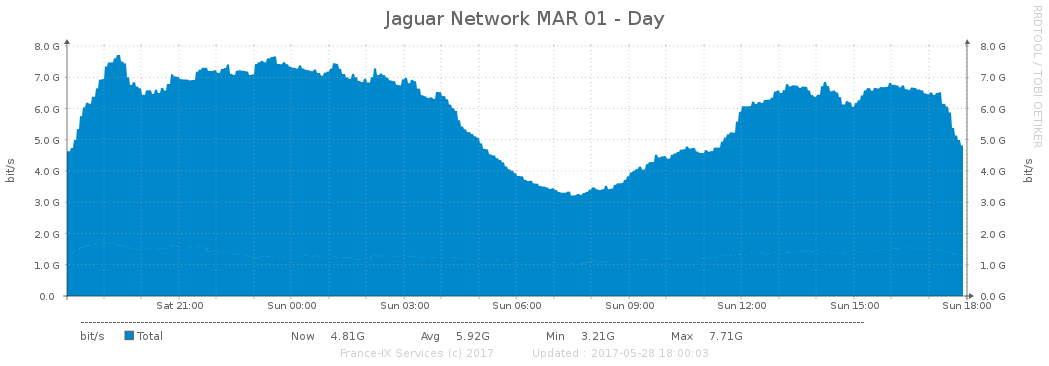 Jaguar Network MAR 01 - Day
RRDTOOL / TOBI OETIKER
bit/s
8.0 G
7.0 G
6.0 G
5.0 G
4.0 G
3.0 G
2.0 G
1.0 G
0.0
8.0 G
7.0 G
6.0 G
5.0 G
4.0 G
3.0 G
2.0 G
1.0 G
0.0 G
bit/s
Sat 21:00 Sun 00:00 Sun 03:00 Sun 06:00 Sun 09:00 Sun 12:00 Sun 15:00 Sun 18:00
bit/s Total Now 4.81G Avg 5.92G Min 3.21G Max 7.71G
France-IX Services (c) 2017 Updated : 2017-05-28 18:00:03